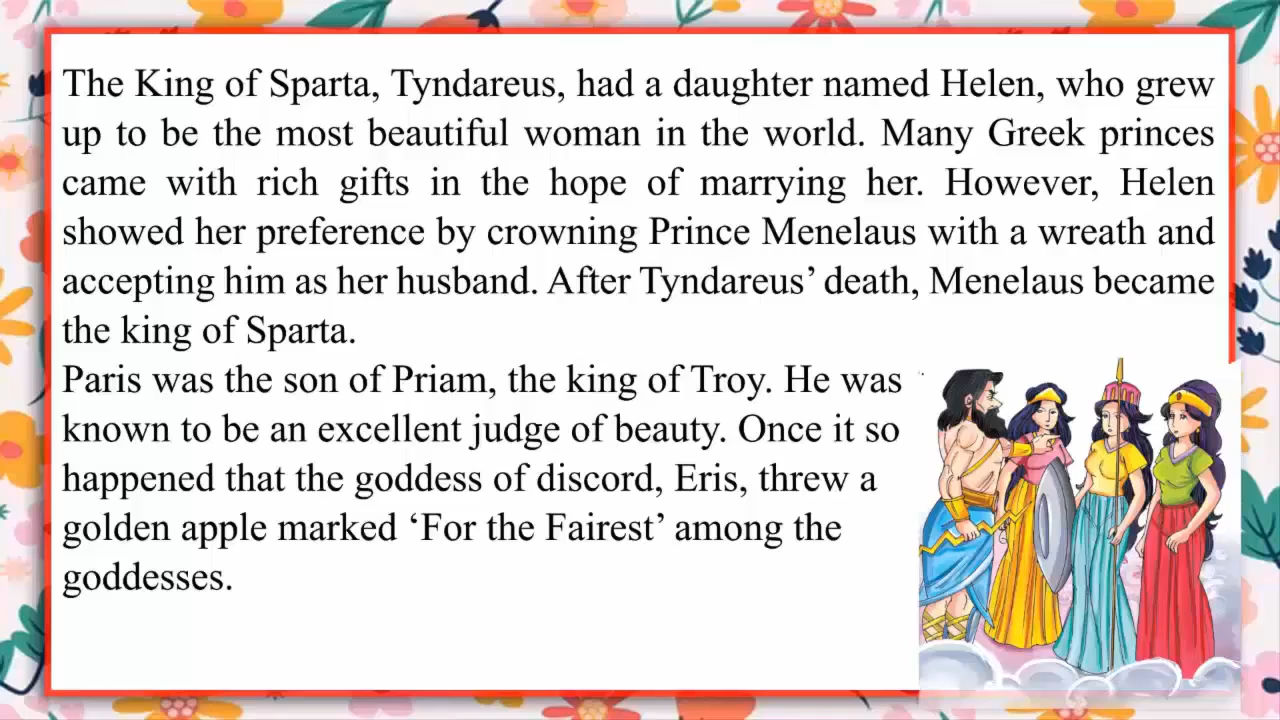 The King of Sparta, Tyndareus, had a daughter named Helen, who grew
up to be the most beautiful woman in the world. Many Greek princes
came with rich gifts in the hope of marrying her. However, Helen
showed her preference by crowning Prince Menelaus with a wreath and
accepting him as her husband. After Tyndareus’ death, Menelaus became
the king of Sparta.
Paris was the son of Priam, the king of Troy. He was
known to be an excellent judge of beauty. Once it so
happened that the goddess of discord, Eris, threw a
golden apple marked ‘For the Fairest’ among the
goddesses.